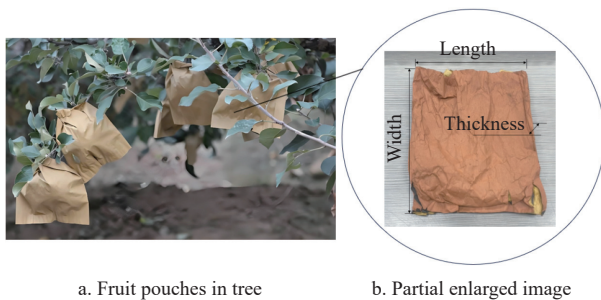 Length
Thickness
Width
a. Fruit pouches in tree
b. Partial enlarged image